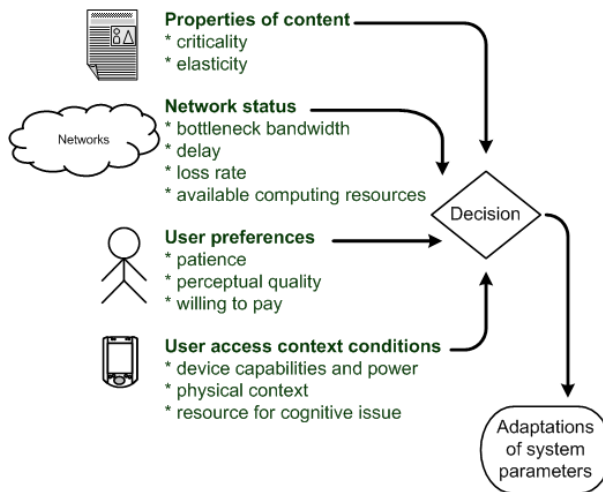 Properties of content
* criticality
* elasticity
Network status
Networks
* bottleneck bandwidth
* delay
* loss rate
* available computing resources
Decision
User preferences
* patience
* perceptual quality
* willing to pay
User access context conditions
* device capabilities and power
* physical context
* resource for cognitive issue
Adaptations
of system
parameters